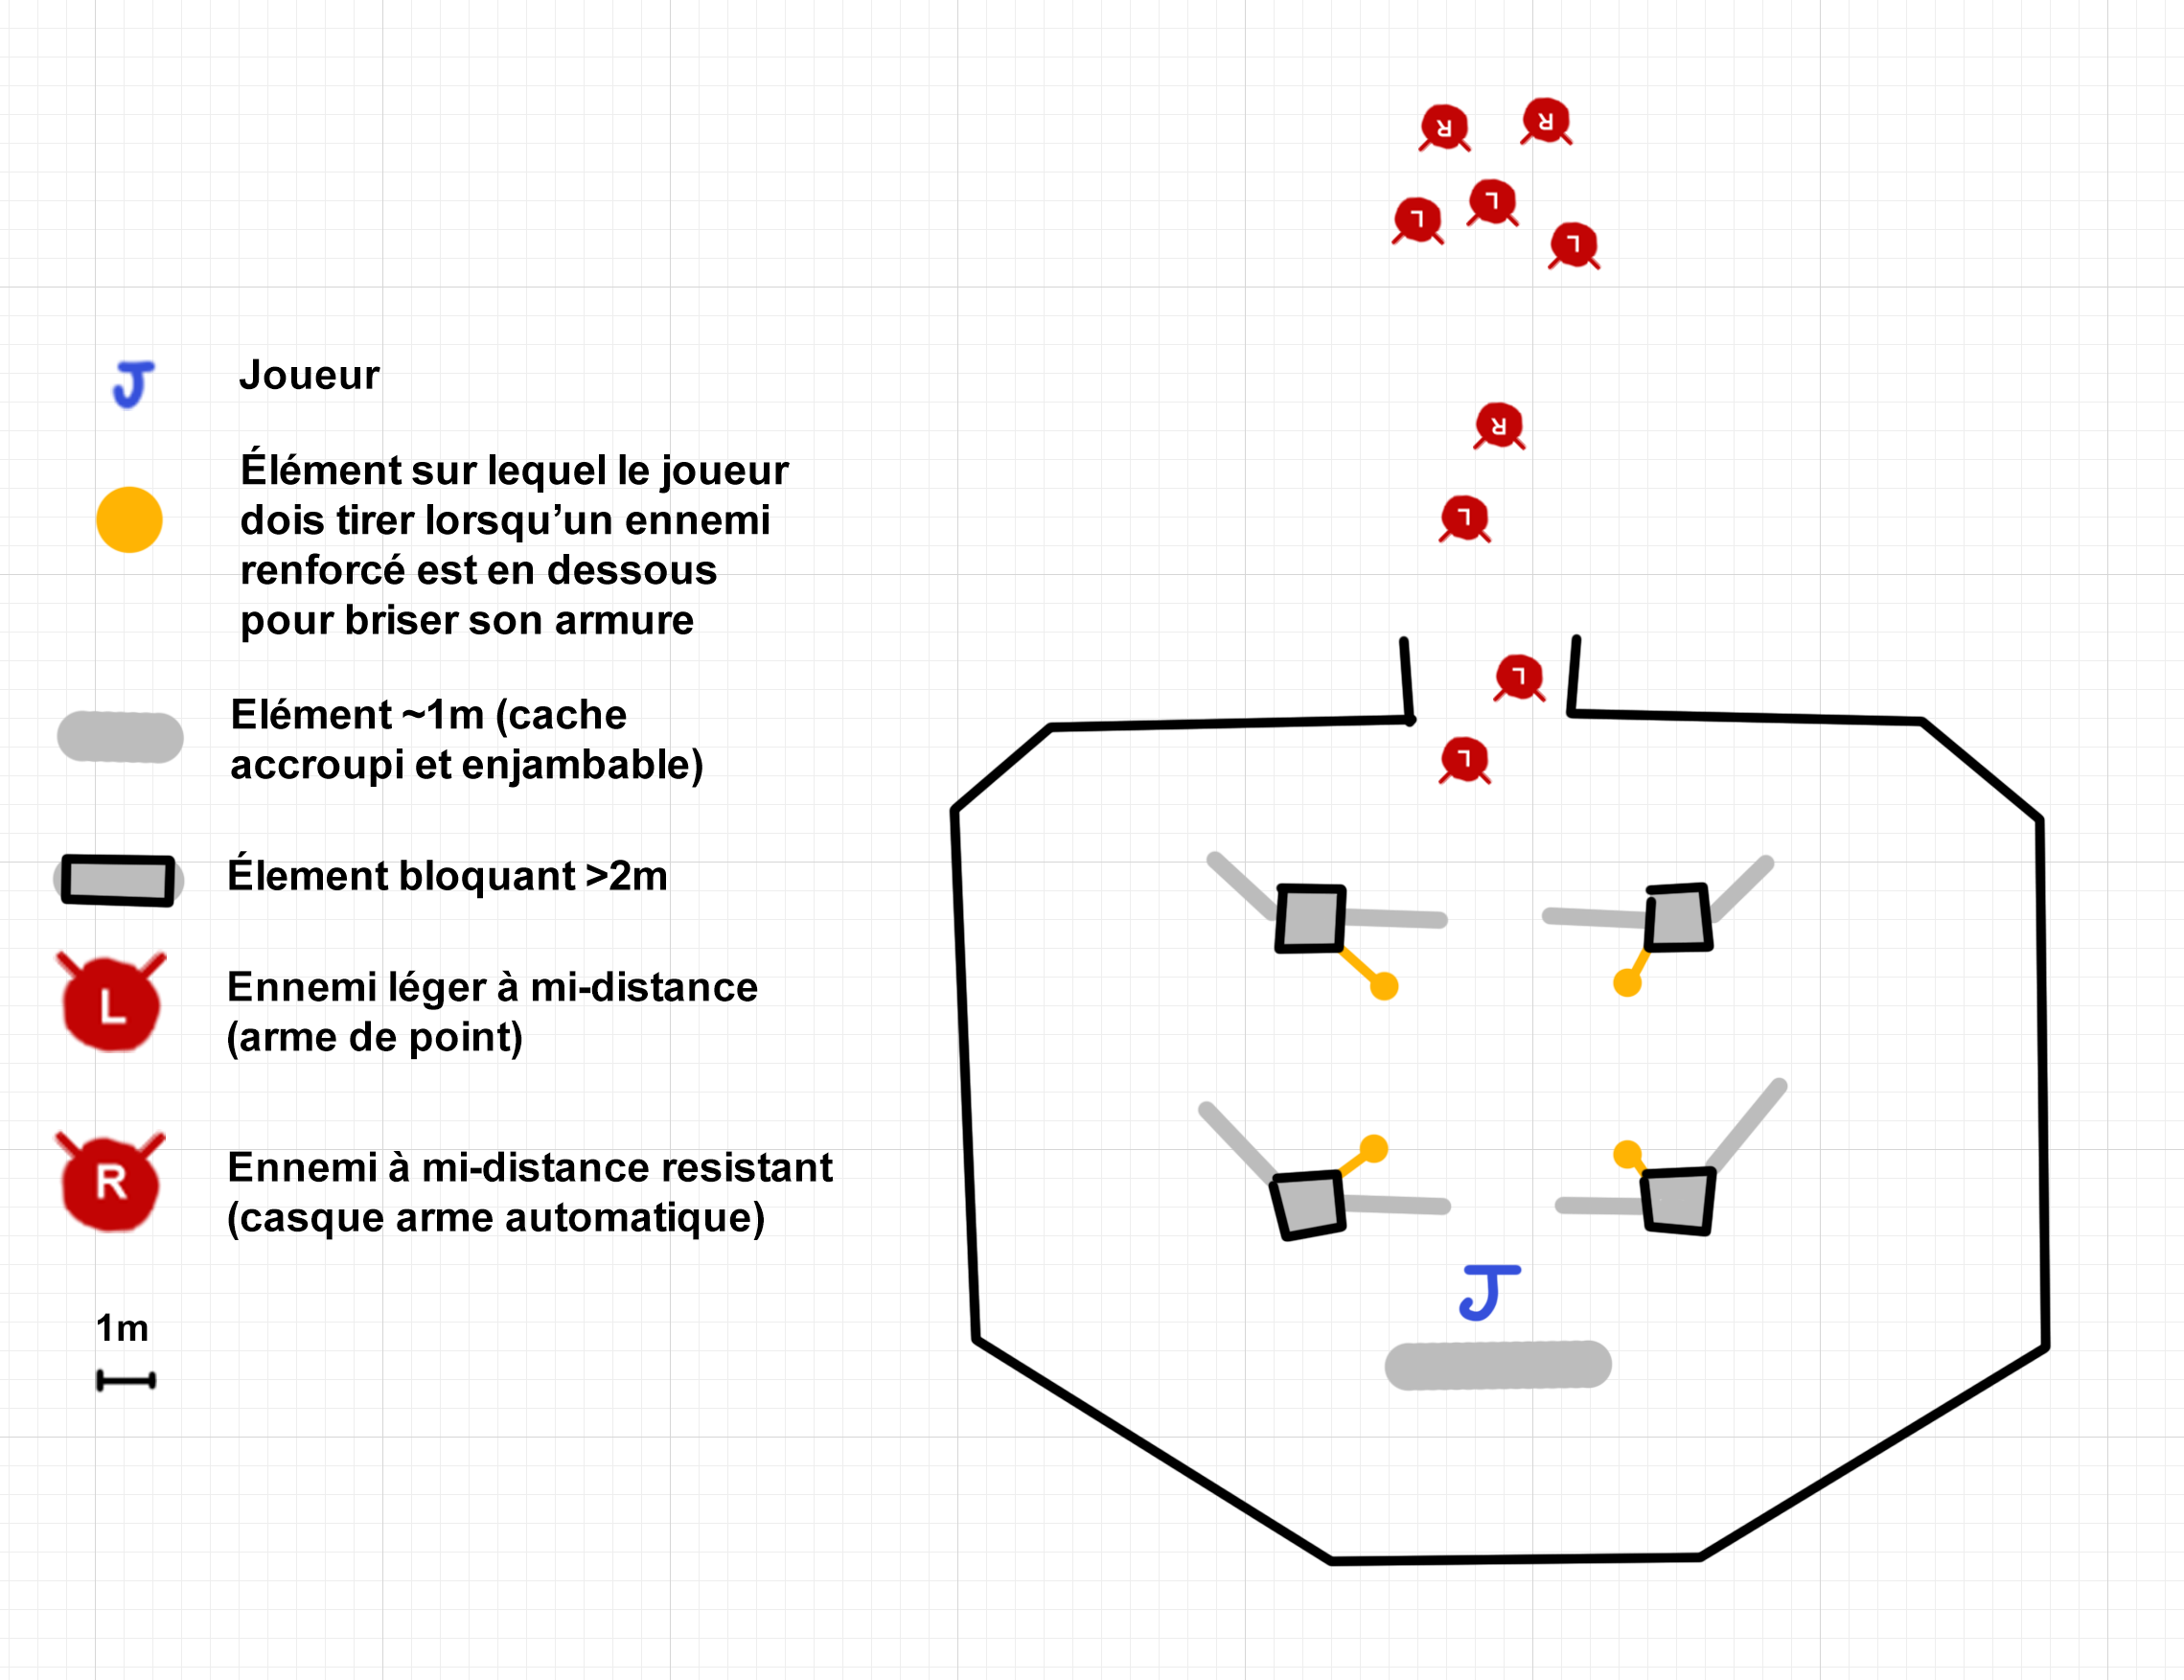 R
R
L
L
L
Joueur
R
Élément sur lequel le joueur
dois tirer lorsqu'un ennemi
renforcé est en dessous
pour briser son armure
L
L
Elément ~1m (cache
accroupi et enjambable)
L
Élement bloquant >2m
L
Ennemi léger à mi-distance
(arme de point)
R
Ennemi à mi-distance resistant
(casque arme automatique)
J
J
1m